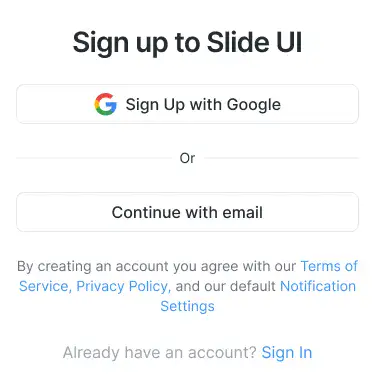 Sign up to Slide UI
Sign Up with Google
Or
Continue with email
By creating an account you agree with our Terms of
Service, Privacy Policy, and our default Notification
Settings
Already have an account? Sign In